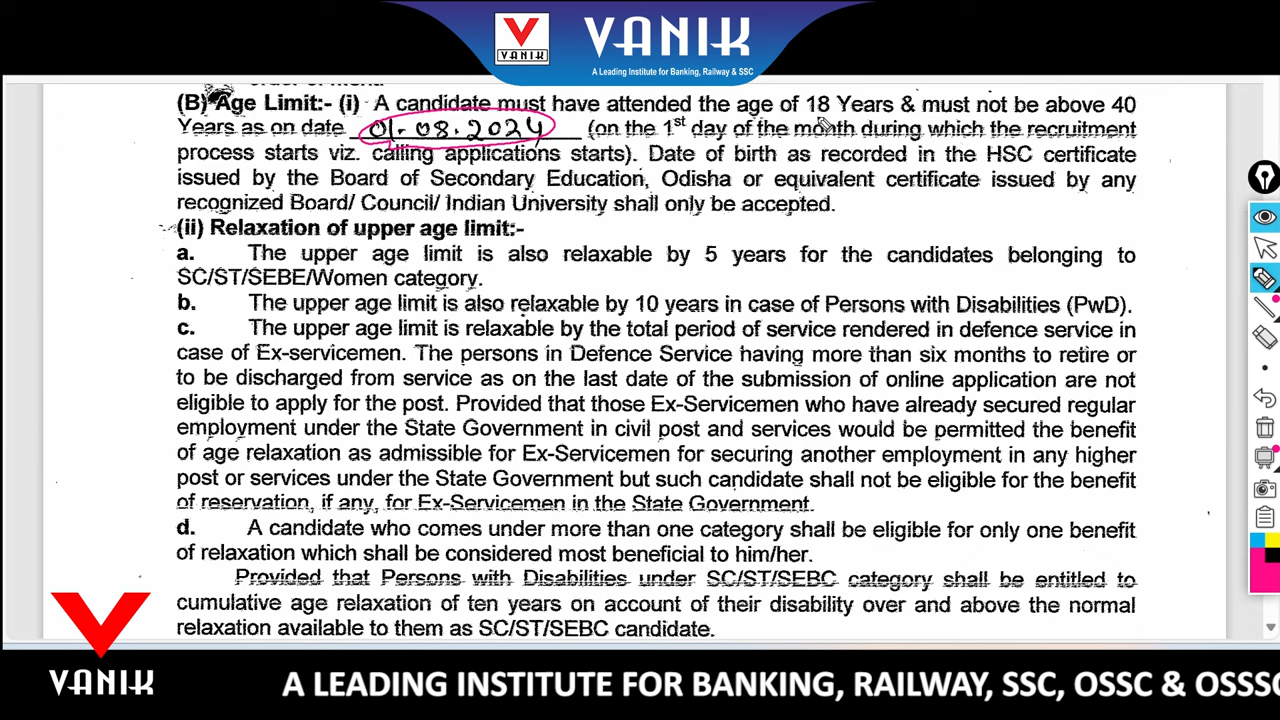 VANIK
VANIK
A Leading Institute for Banking, Railway & SSC
(B) Age Limit:- (i) A candidate must have attended the age of 18 Years & must not be above 40
Years as on date 01.08.2024 (on the 1st day of the month during which the recruitment
process starts viz. calling applications starts). Date of birth as recorded in the HSC certificate
issued by the Board of Secondary Education, Odisha or equivalent certificate issued by any
recognized Board/ Council/ Indian University shall only be accepted.
(ii) Relaxation of upper age limit:-
a. The upper age limit is also relaxable by 5 years for the candidates belonging to
SC/ST/SEBE/Women category.
b. The upper age limit is also relaxable by 10 years in case of Persons with Disabilities (PwD).
c. The upper age limit is relaxable by the total period of service rendered in defence service in
case of Ex-servicemen. The persons in Defence Service having more than six months to retire or
to be discharged from service as on the last date of the submission of online application are not
eligible to apply for the post. Provided that those Ex-Servicemen who have already secured regular
employment under the State Government in civil post and services would be permitted the benefit
of age relaxation as admissible for Ex-Servicemen for securing another employment in any higher
post or services under the State Government but such candidate shall not be eligible for the benefit
of reservation, if any, for Ex-Servicemen in the State Government.
d. A candidate who comes under more than one category shall be eligible for only one benefit
of relaxation which shall be considered most beneficial to him/her.
Provided that Persons with Disabilities under SC/ST/SEBC category shall be entitled to
cumulative age relaxation of ten years on account of their disability over and above the normal
relaxation available to them as SC/ST/SEBC candidate.
VANIK
A LEADING INSTITUTE FOR BANKING, RAILWAY, SSC, OSSC & OSSSC